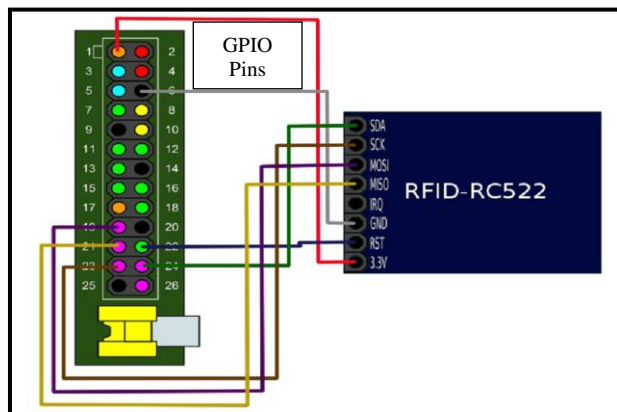 GPIO
Pins
1 2
3 4
5 6
7 8
9 10
11 12
13 14
15 16
17 18
19 20
21 22
23 24
25 26
SDA
SCK
MOSI
MISO
IRQ
GND
RST
3.3V
RFID-RC522